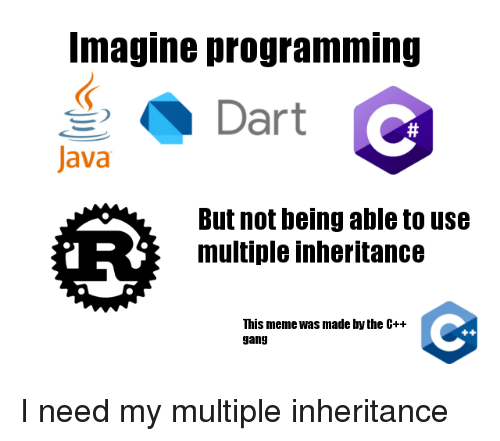 Imagine programming
Java
Dart
C#
R
But not being able to use
multiple inheritance
This meme was made by the C++
gang
C++
I need my multiple inheritance